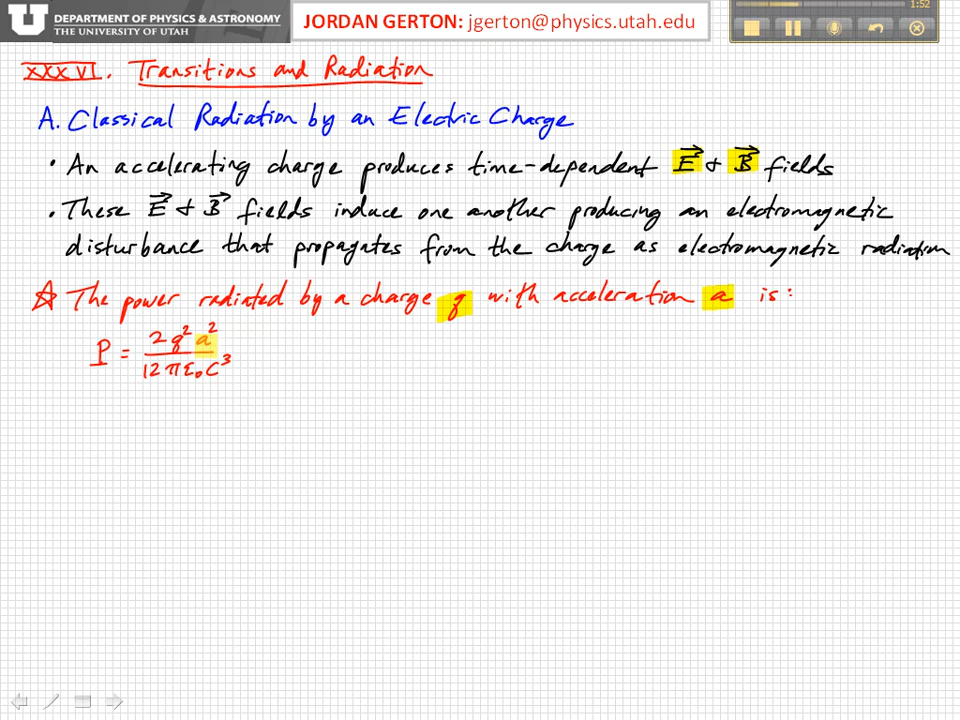 U DEPARTMENT OF PHYSICS & ASTRONOMY
THE UNIVERSITY OF UTAH
JORDAN GERTON: jgerton@physics.utah.edu
1:52
XXXVI. Transitions and Radiation
A. Classical Radiation by an Electric Charge
• An accelerating charge produces time-dependent E⃗ & B⃗ fields
• These E⃗ & B⃗ fields induce one another producing an electromagnetic
disturbance that propagates from the charge as electromagnetic radiation
☆ The power radiated by a charge q with acceleration a is:
P = 2q²a² / 12πε₀c³